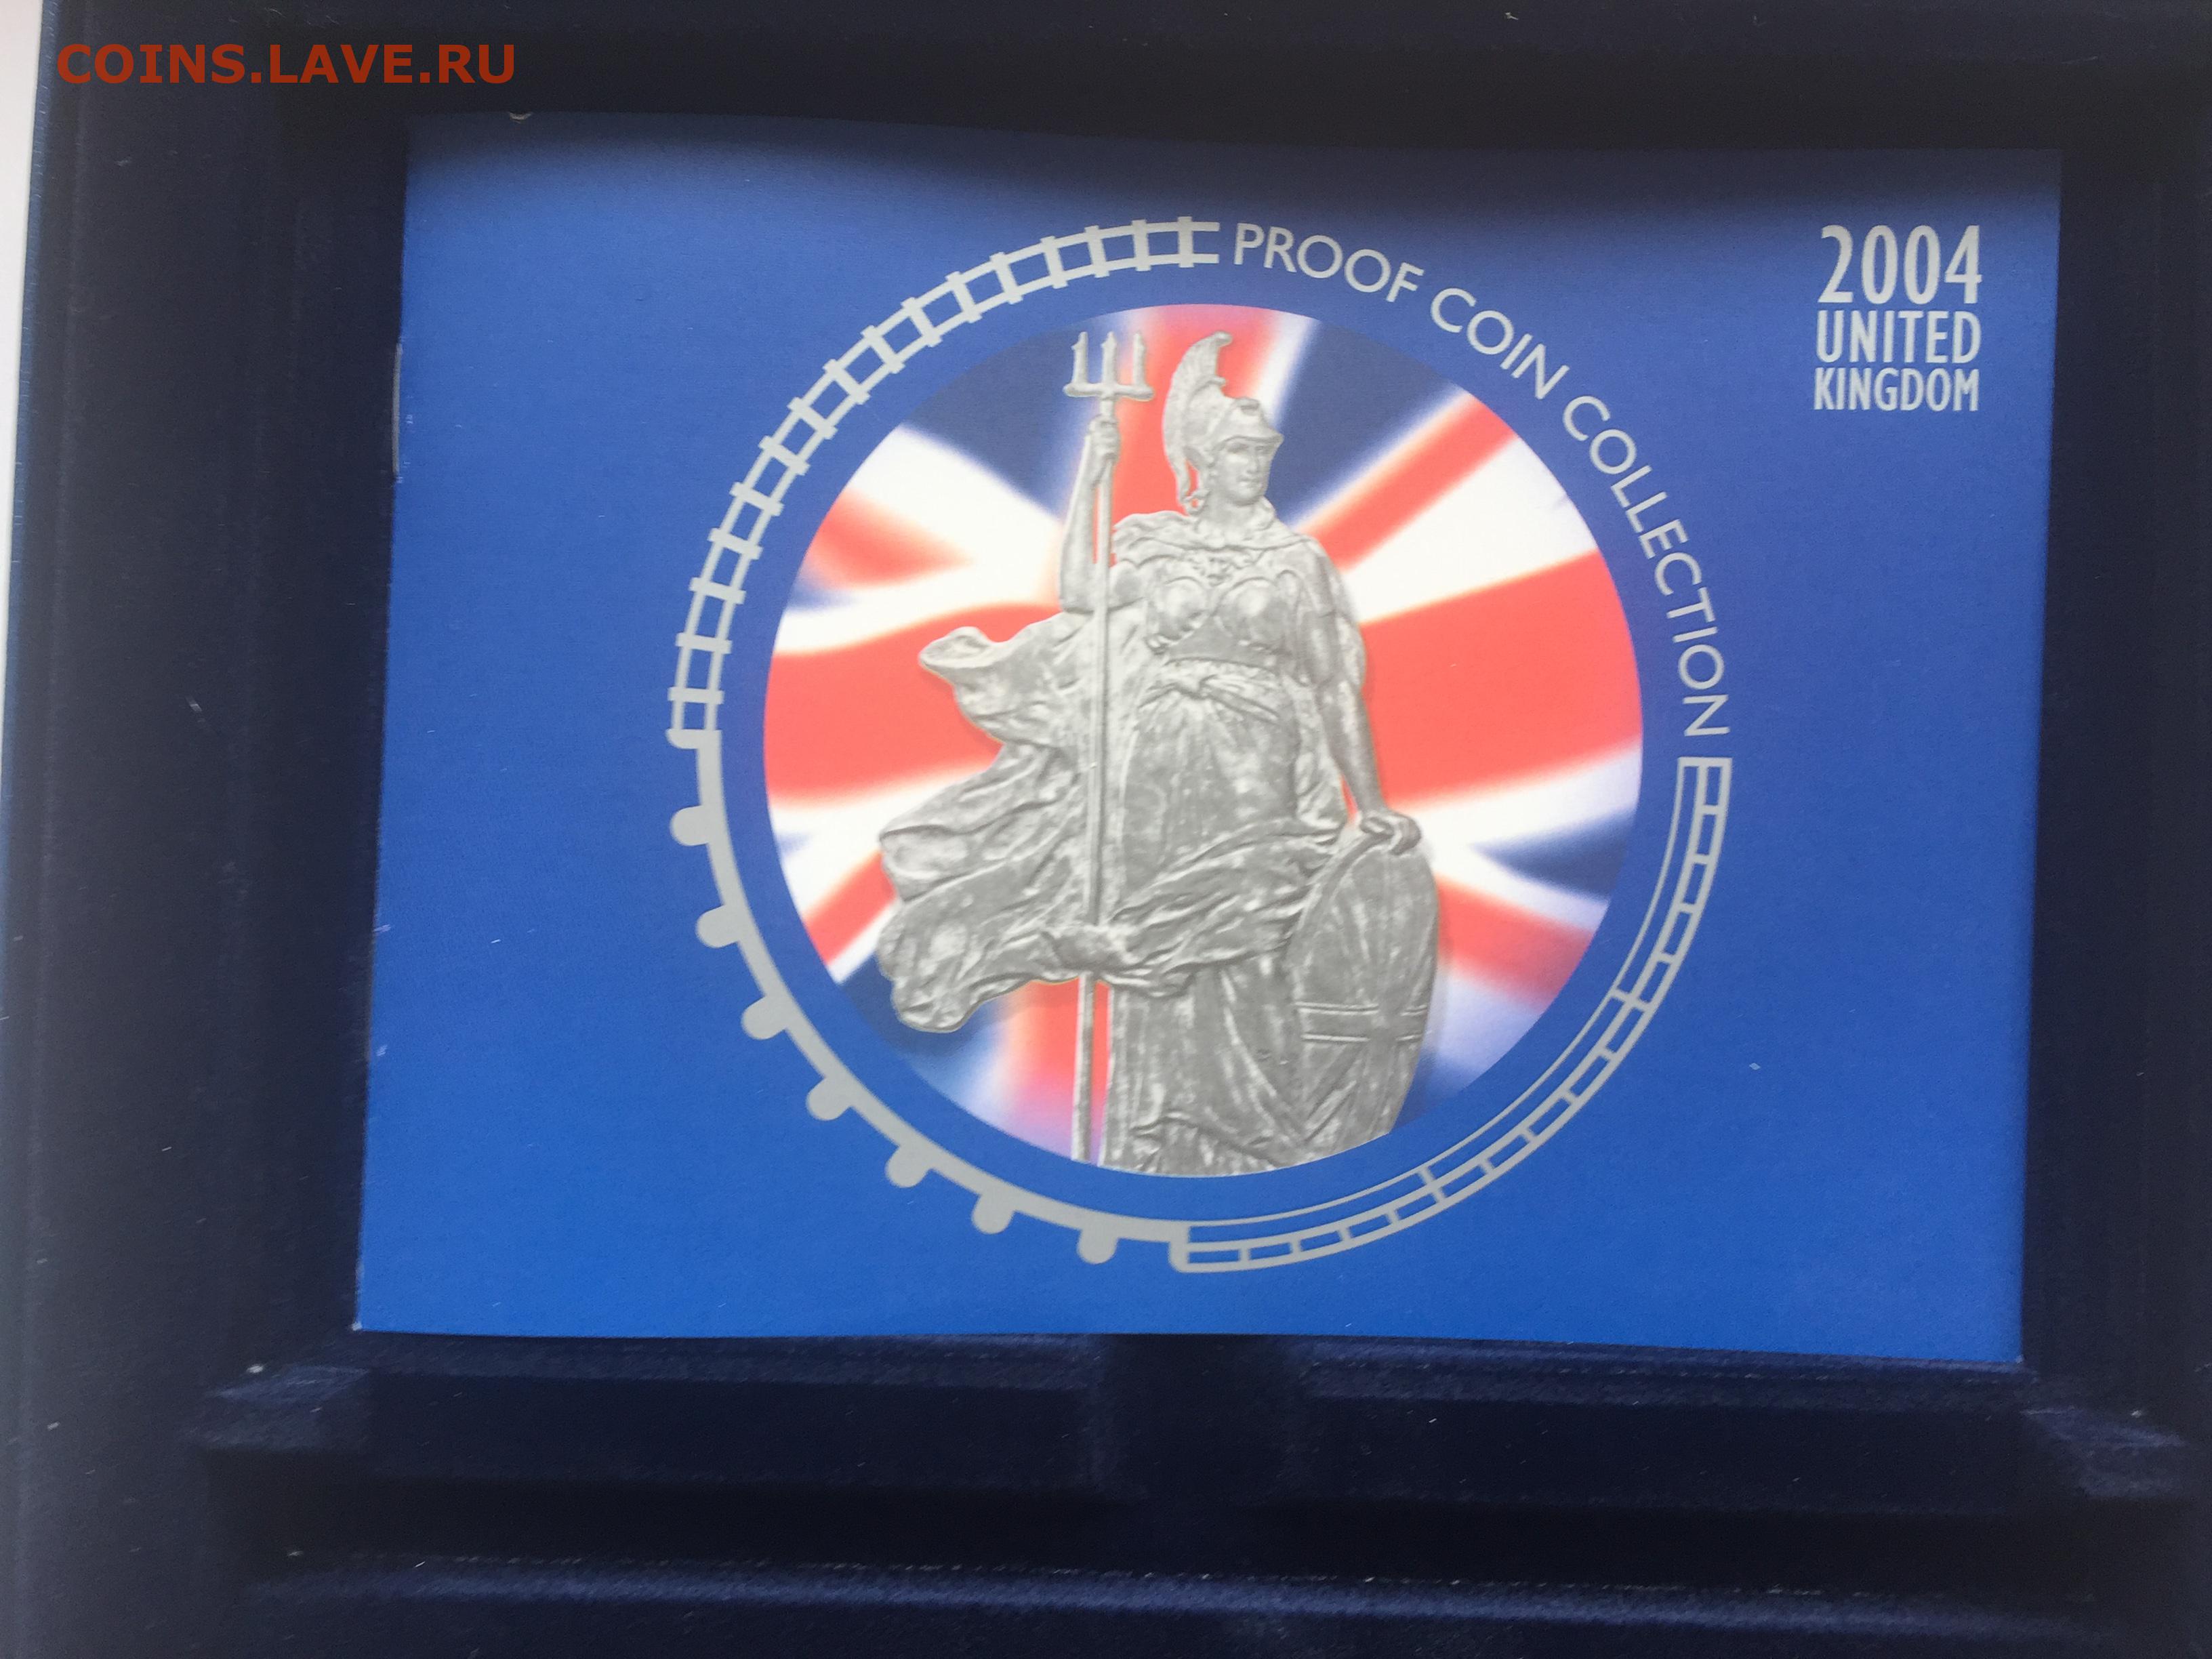 COINS.LAVE.RU
PROOF COIN COLLECTION
2004
UNITED
KINGDOM